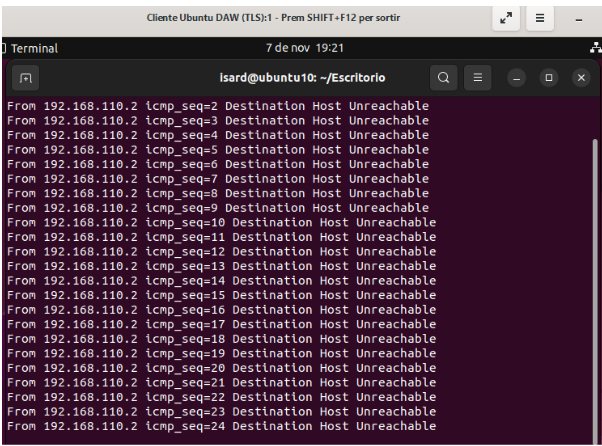 Cliente Ubuntu DAW (TLS):1 - Prem SHIFT+F12 per sortir
Terminal 7 de nov 19:21
isard@ubuntu10: ~/Escritorio
From 192.168.110.2 icmp_seq=2 Destination Host Unreachable
From 192.168.110.2 icmp_seq=3 Destination Host Unreachable
From 192.168.110.2 icmp_seq=4 Destination Host Unreachable
From 192.168.110.2 icmp_seq=5 Destination Host Unreachable
From 192.168.110.2 icmp_seq=6 Destination Host Unreachable
From 192.168.110.2 icmp_seq=7 Destination Host Unreachable
From 192.168.110.2 icmp_seq=8 Destination Host Unreachable
From 192.168.110.2 icmp_seq=9 Destination Host Unreachable
From 192.168.110.2 icmp_seq=10 Destination Host Unreachable
From 192.168.110.2 icmp_seq=11 Destination Host Unreachable
From 192.168.110.2 icmp_seq=12 Destination Host Unreachable
From 192.168.110.2 icmp_seq=13 Destination Host Unreachable
From 192.168.110.2 icmp_seq=14 Destination Host Unreachable
From 192.168.110.2 icmp_seq=15 Destination Host Unreachable
From 192.168.110.2 icmp_seq=16 Destination Host Unreachable
From 192.168.110.2 icmp_seq=17 Destination Host Unreachable
From 192.168.110.2 icmp_seq=18 Destination Host Unreachable
From 192.168.110.2 icmp_seq=19 Destination Host Unreachable
From 192.168.110.2 icmp_seq=20 Destination Host Unreachable
From 192.168.110.2 icmp_seq=21 Destination Host Unreachable
From 192.168.110.2 icmp_seq=22 Destination Host Unreachable
From 192.168.110.2 icmp_seq=23 Destination Host Unreachable
From 192.168.110.2 icmp_seq=24 Destination Host Unreachable